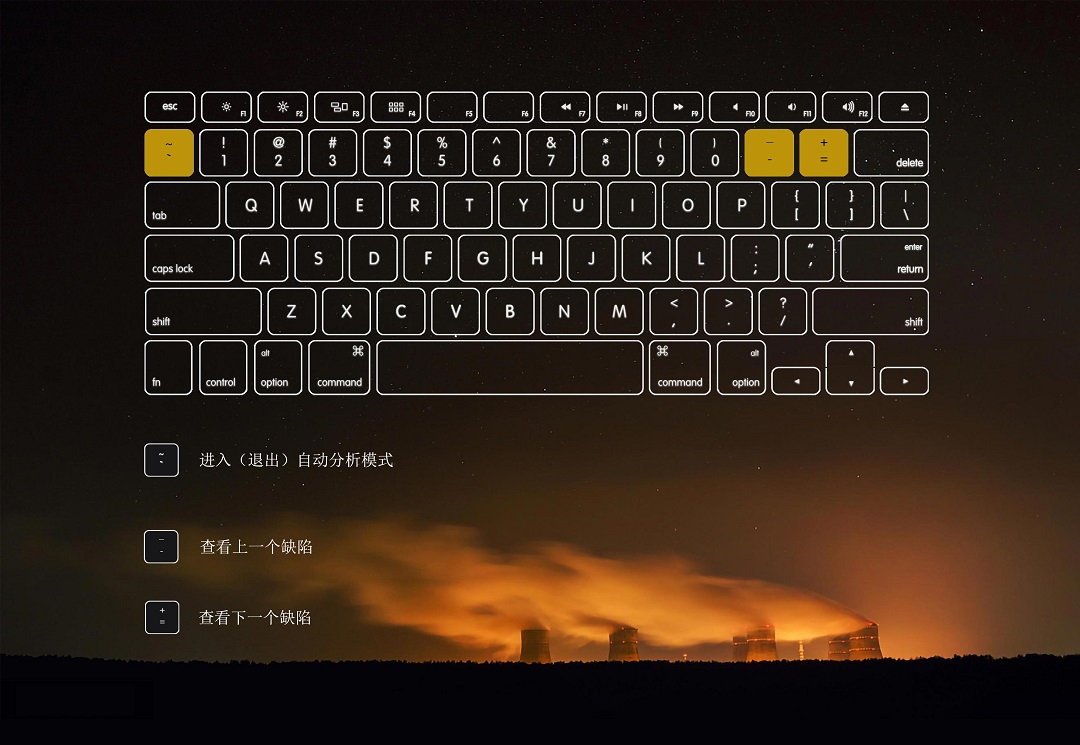 esc F1 F2 F3 F4 F5 F6 F7 F8 F9 F10 F11 F12
~ ! @ # $ % ^ & * ( ) — +
` 1 2 3 4 5 6 7 8 9 0 - = delete
tab Q W E R T Y U I O P { [ } ] | \
caps lock A S D F G H J K L : ; “ ‘ enter return
shift Z X C V B N M < , > . ? / shift
fn control alt option ⌘ command ⌘ command alt option ◄ ▲ ▼ ►
~ ` 进入（退出）自动分析模式
— - 查看上一个缺陷
+ = 查看下一个缺陷